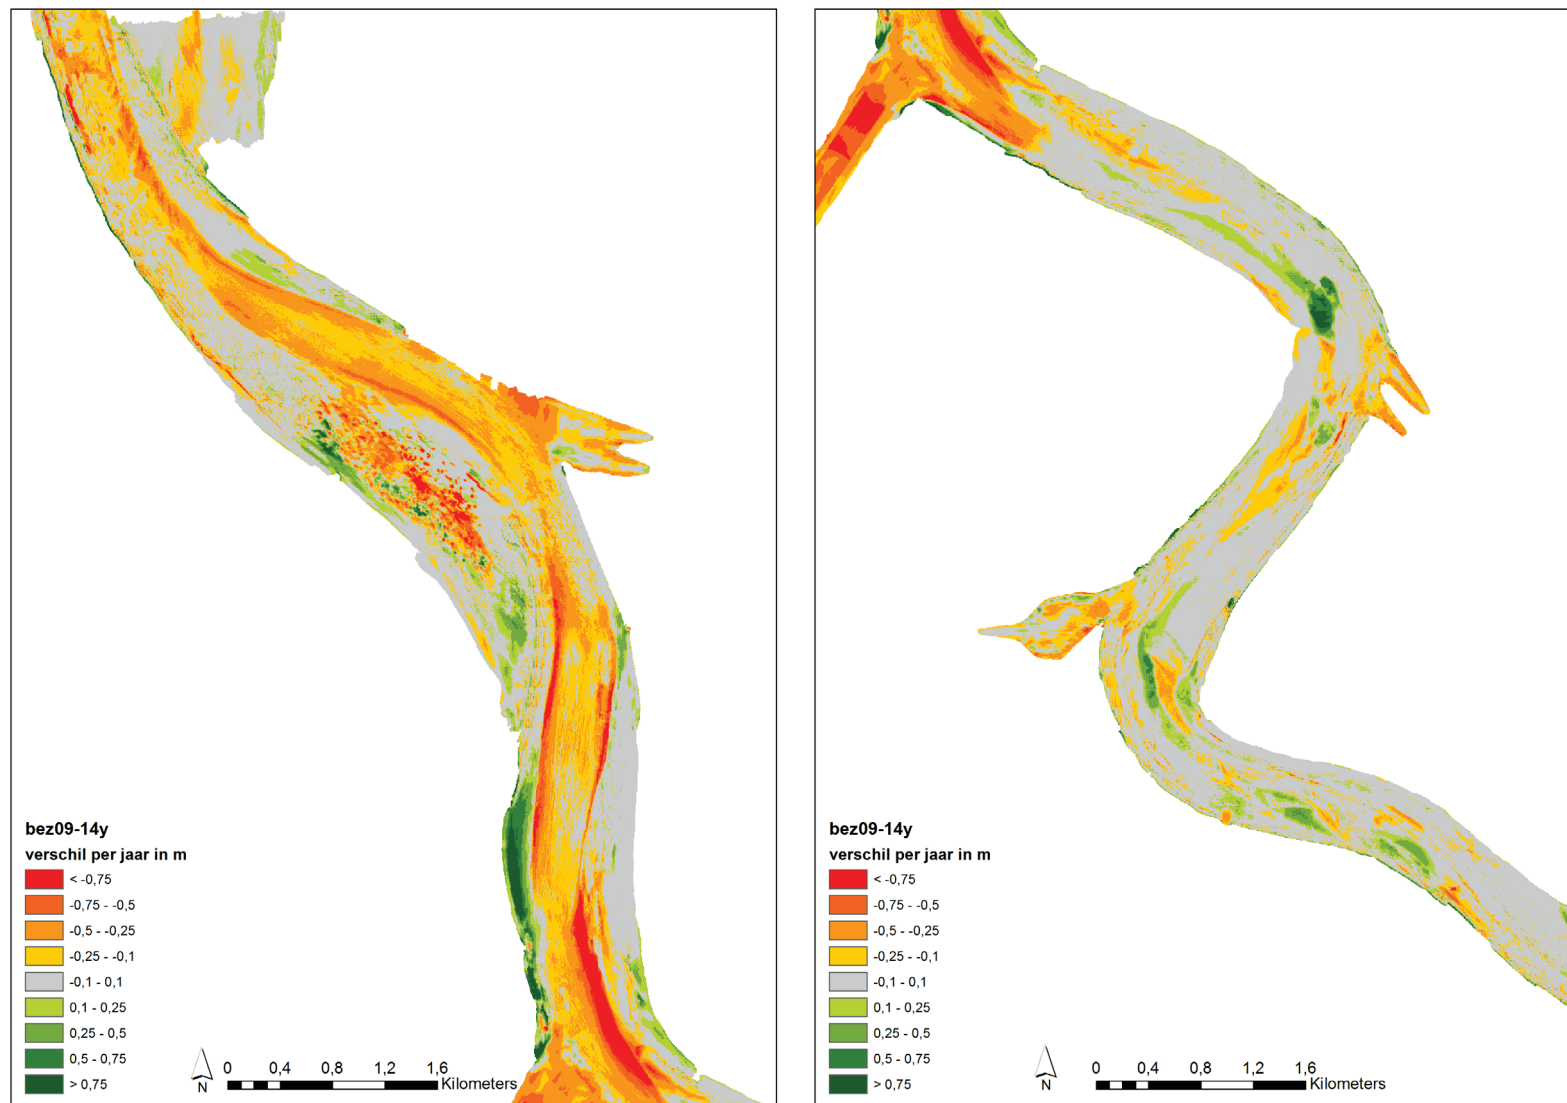 bez09-14y
verschil per jaar in m
< -0,75
-0,75 - -0,5
-0,5 - -0,25
-0,25 - -0,1
-0,1 - 0,1
0,1 - 0,25
0,25 - 0,5
0,5 - 0,75
> 0,75
N
0 0,4 0,8 1,2 1,6
Kilometers
bez09-14y
verschil per jaar in m
< -0,75
-0,75 - -0,5
-0,5 - -0,25
-0,25 - -0,1
-0,1 - 0,1
0,1 - 0,25
0,25 - 0,5
0,5 - 0,75
> 0,75
N
0 0,4 0,8 1,2 1,6
Kilometers